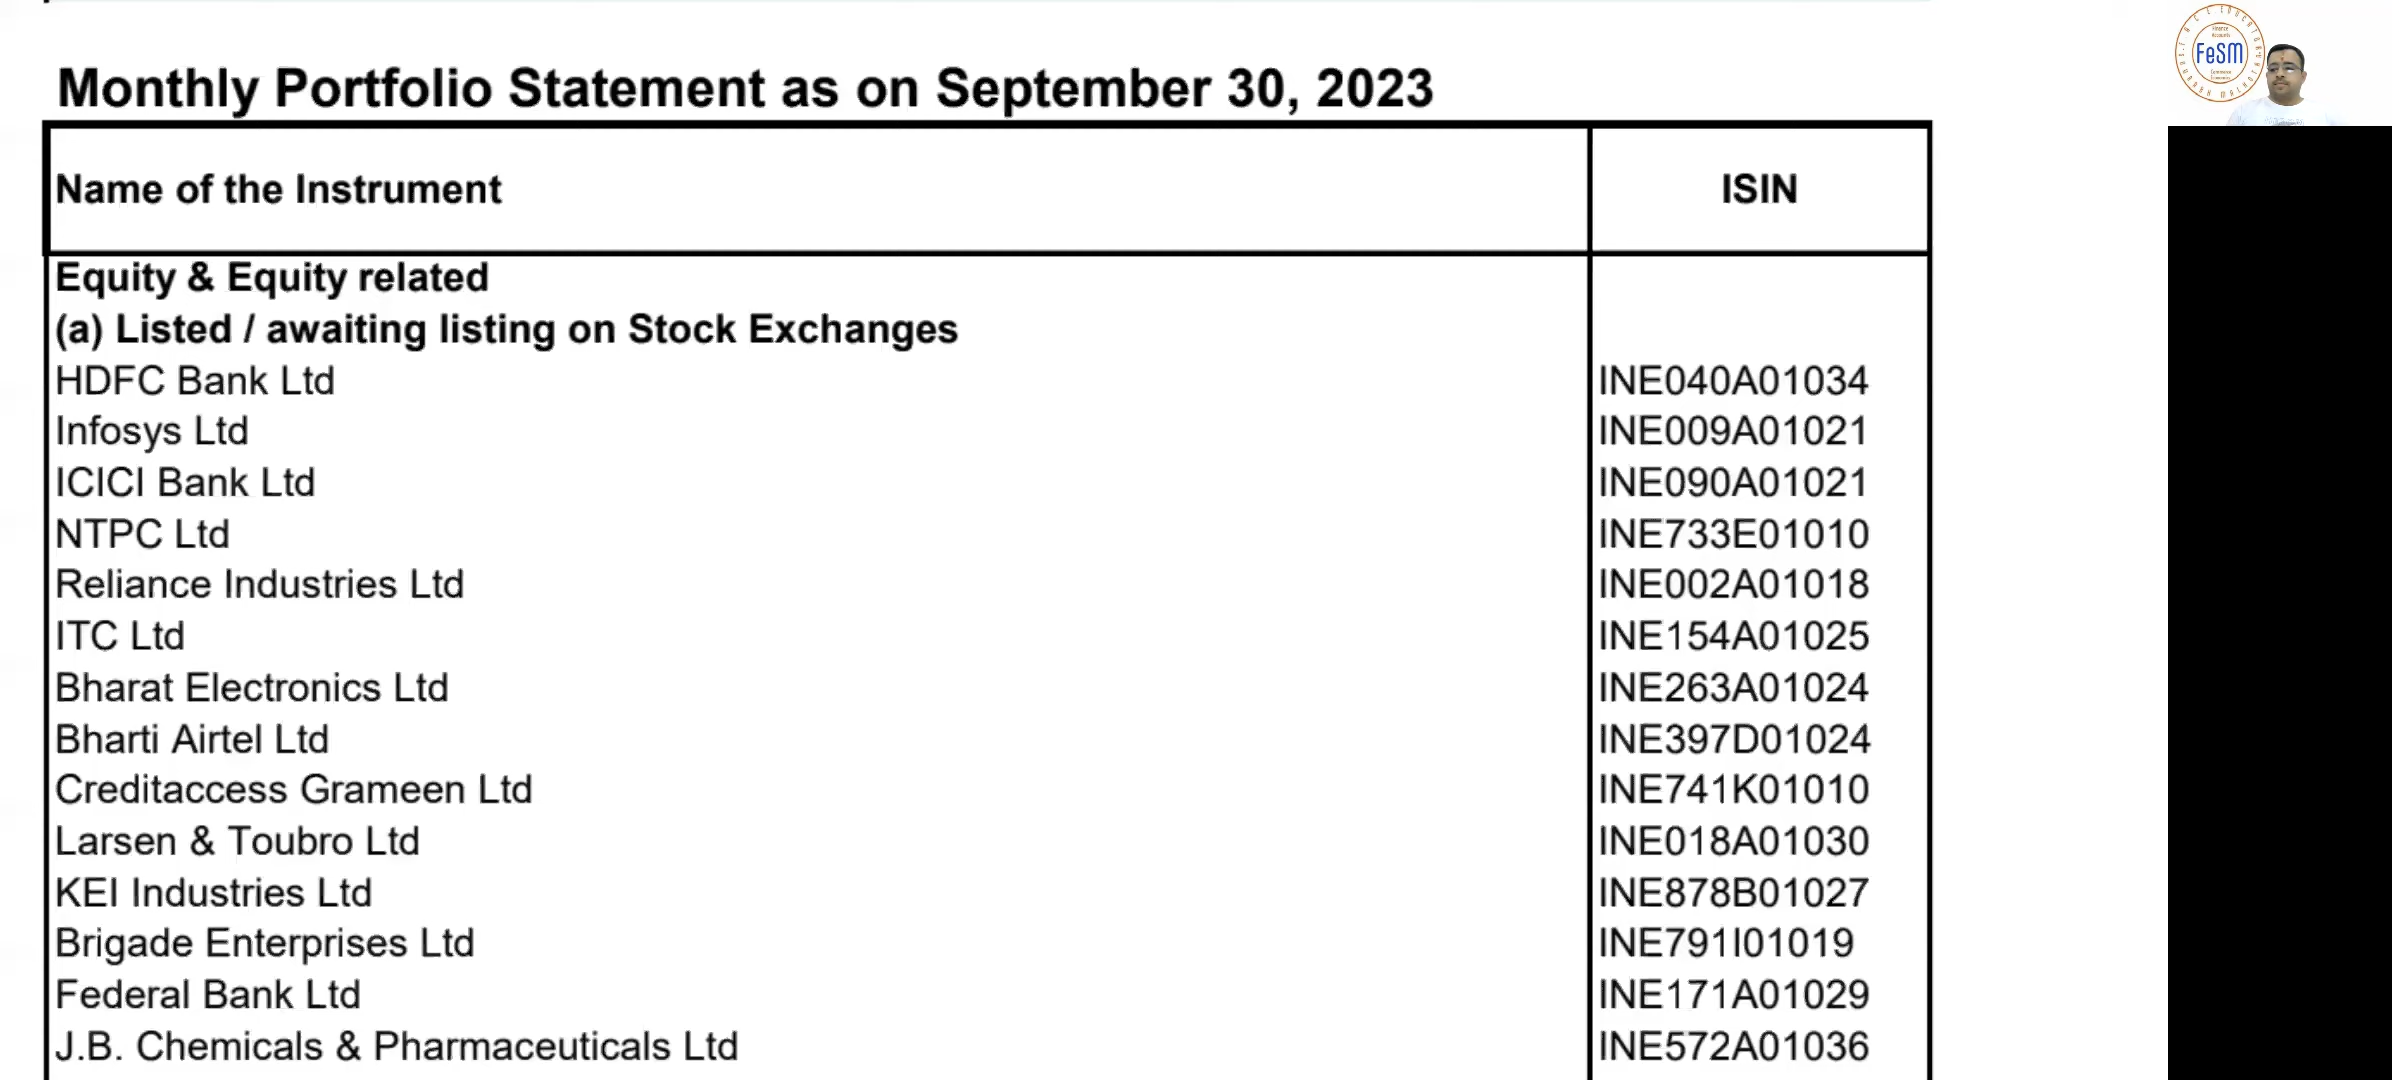 Monthly Portfolio Statement as on September 30, 2023
Name of the Instrument ISIN
Equity & Equity related
(a) Listed / awaiting listing on Stock Exchanges
HDFC Bank Ltd INE040A01034
Infosys Ltd INE009A01021
ICICI Bank Ltd INE090A01021
NTPC Ltd INE733E01010
Reliance Industries Ltd INE002A01018
ITC Ltd INE154A01025
Bharat Electronics Ltd INE263A01024
Bharti Airtel Ltd INE397D01024
Creditaccess Grameen Ltd INE741K01010
Larsen & Toubro Ltd INE018A01030
KEI Industries Ltd INE878B01027
Brigade Enterprises Ltd INE791I01019
Federal Bank Ltd INE171A01029
J.B. Chemicals & Pharmaceuticals Ltd INE572A01036
Finance
Accounts
FeSM
Commerce
Economics